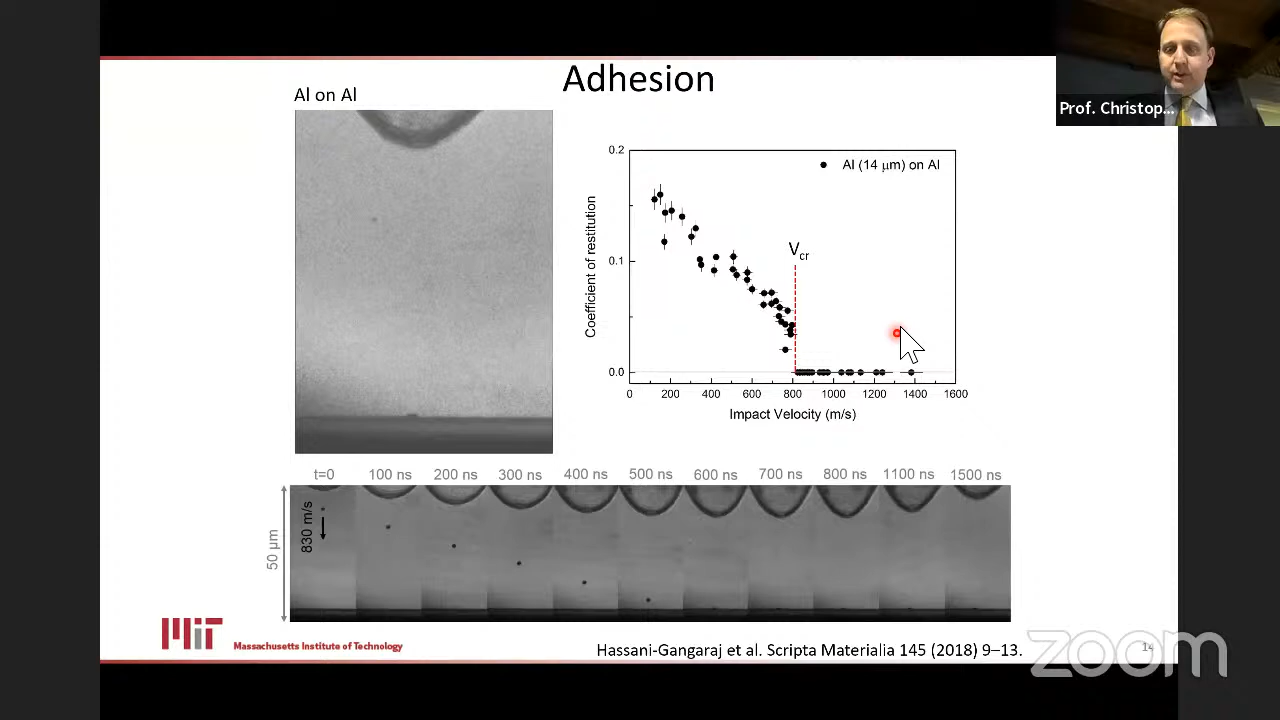 Adhesion
Prof. Christop...
Al on Al
0.2
Al (14 μm) on Al
Vcr
0.1
Coefficient of restitution
0.0
0 200 400 600 800 1000 1200 1400 1600
Impact Velocity (m/s)
t=0 100 ns 200 ns 300 ns 400 ns 500 ns 600 ns 700 ns 800 ns 1100 ns 1500 ns
830 m/s
50 μm
MIT
Massachusetts Institute of Technology
Hassani-Gangaraj et al. Scripta Materialia 145 (2018) 9–13.
14
zoom